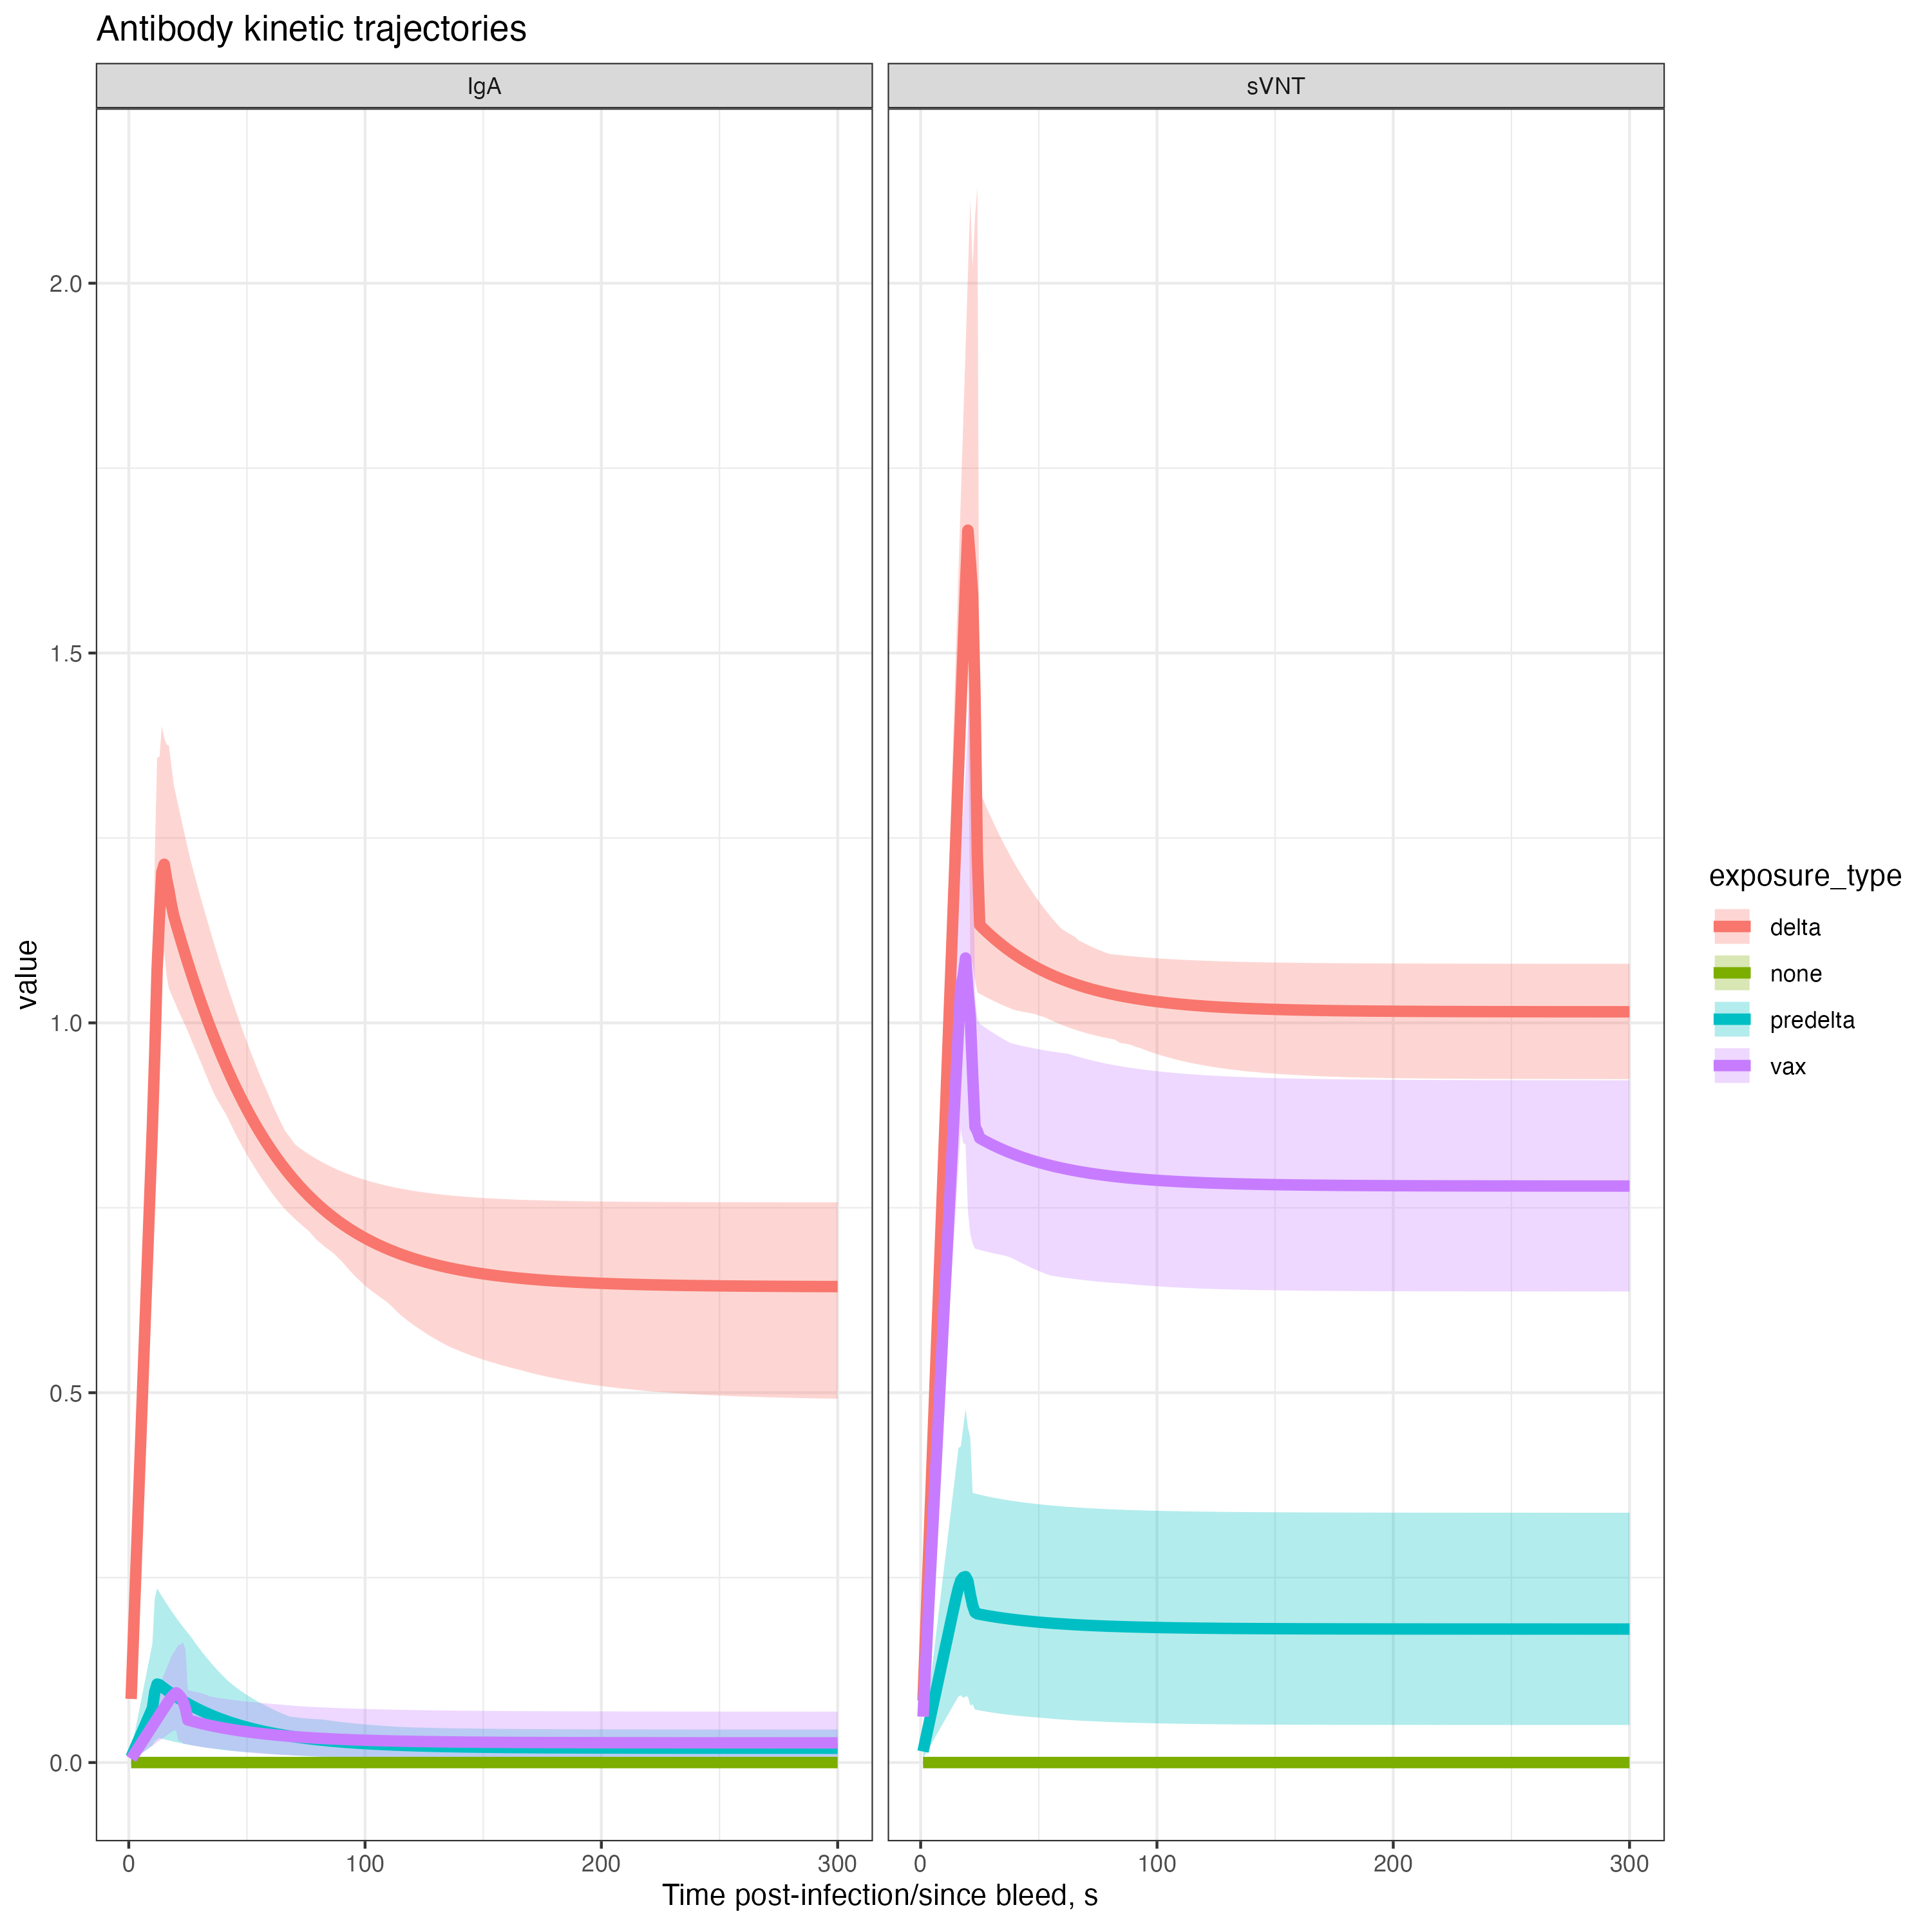 Antibody kinetic trajectories
IgA
sVNT
value
2.0
1.5
1.0
0.5
0.0
0 100 200 300
0 100 200 300
Time post-infection/since bleed, s
exposure_type
delta
none
predelta
vax